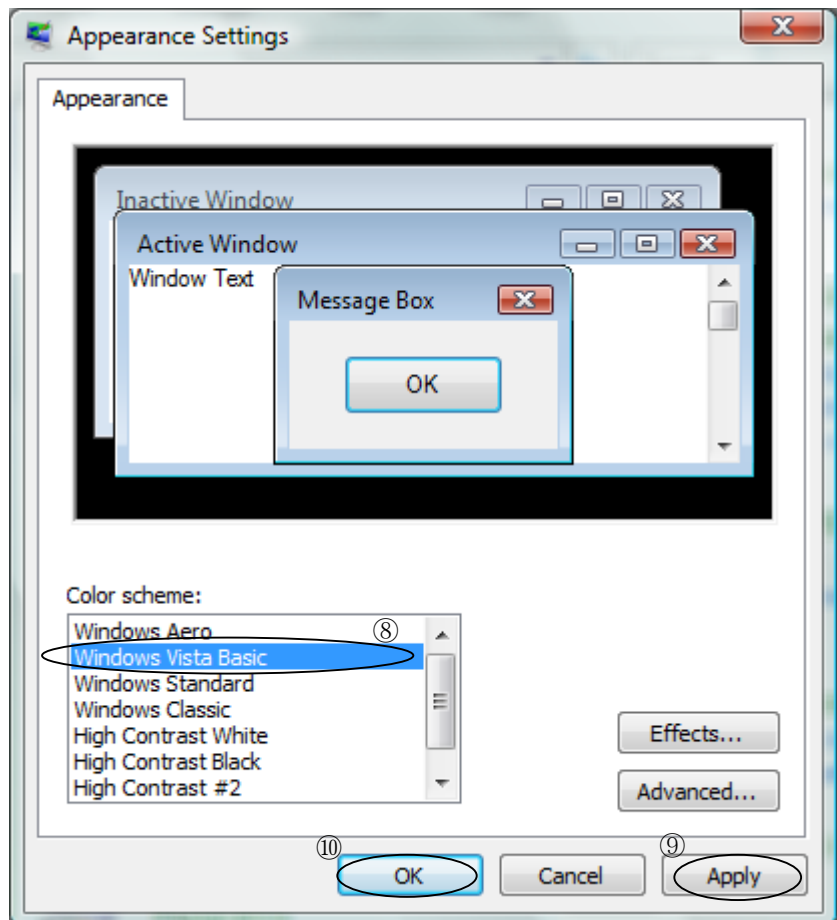 Appearance Settings
Appearance
Inactive Window
Active Window
Window Text
Message Box
OK
Color scheme:
Windows Aero ⑧
Windows Vista Basic
Windows Standard
Windows Classic
High Contrast White
High Contrast Black
High Contrast #2
Effects...
Advanced...
⑩ ⑨
OK Cancel Apply